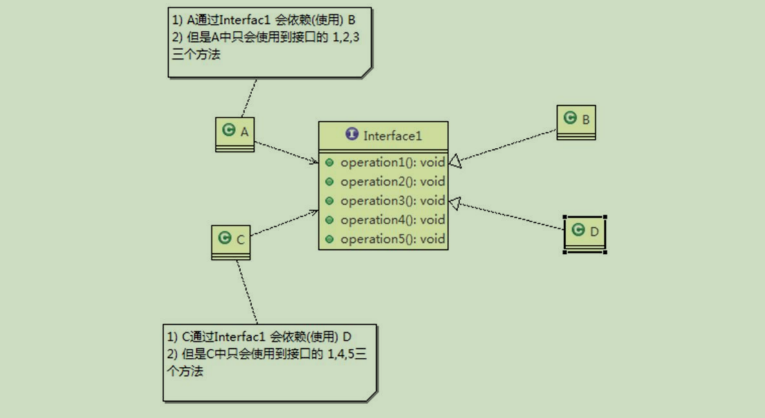 1) A通过Interfac1 会依赖(使用) B
2) 但是A中只会使用到接口的 1,2,3
三个方法
C A
I Interface1
C B
operation1(): void
operation2(): void
operation3(): void
operation4(): void
operation5(): void
C C
C D
1) C通过Interfac1 会依赖(使用) D
2) 但是C中只会使用到接口的 1,4,5三
个方法